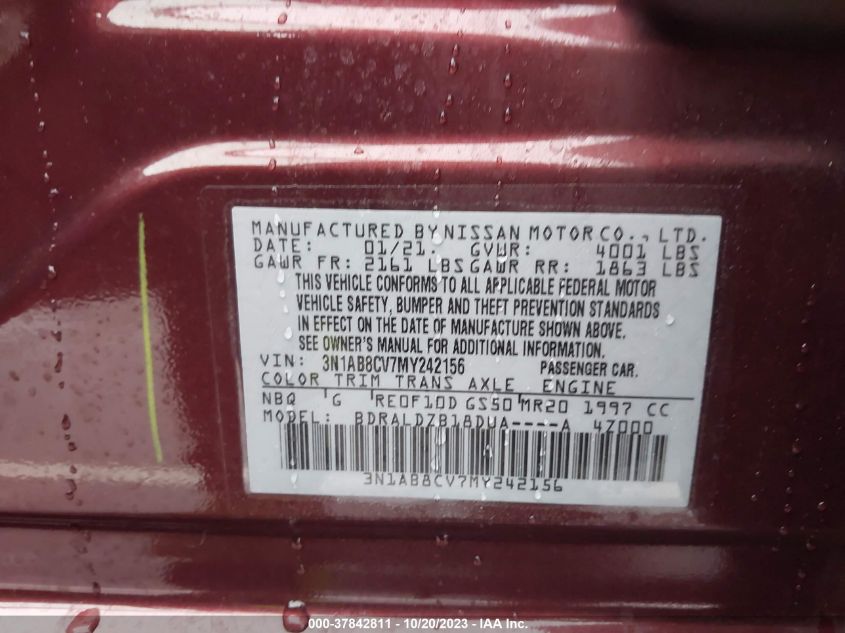 MANUFACTURED BY NISSAN MOTOR CO., LTD.
DATE: 01/21. GVWR: 4001 LBS
GAWR FR: 2161 LBS GAWR RR: 1863 LBS
THIS VEHICLE CONFORMS TO ALL APPLICABLE FEDERAL MOTOR
VEHICLE SAFETY, BUMPER AND THEFT PREVENTION STANDARDS
IN EFFECT ON THE DATE OF MANUFACTURE SHOWN ABOVE.
SEE OWNER'S MANUAL FOR ADDITIONAL INFORMATION.
VIN: 3N1AB8CV7MY242156 PASSENGER CAR.
COLOR TRIM TRANS AXLE ENGINE
NBQ G RE0F10D GS50 MR20 1997 CC
MODEL: BDRALDZB18DUA----A 4Z000
3N1AB8CV7MY242156
000-37842811 - 10/20/2023 - IAA Inc.